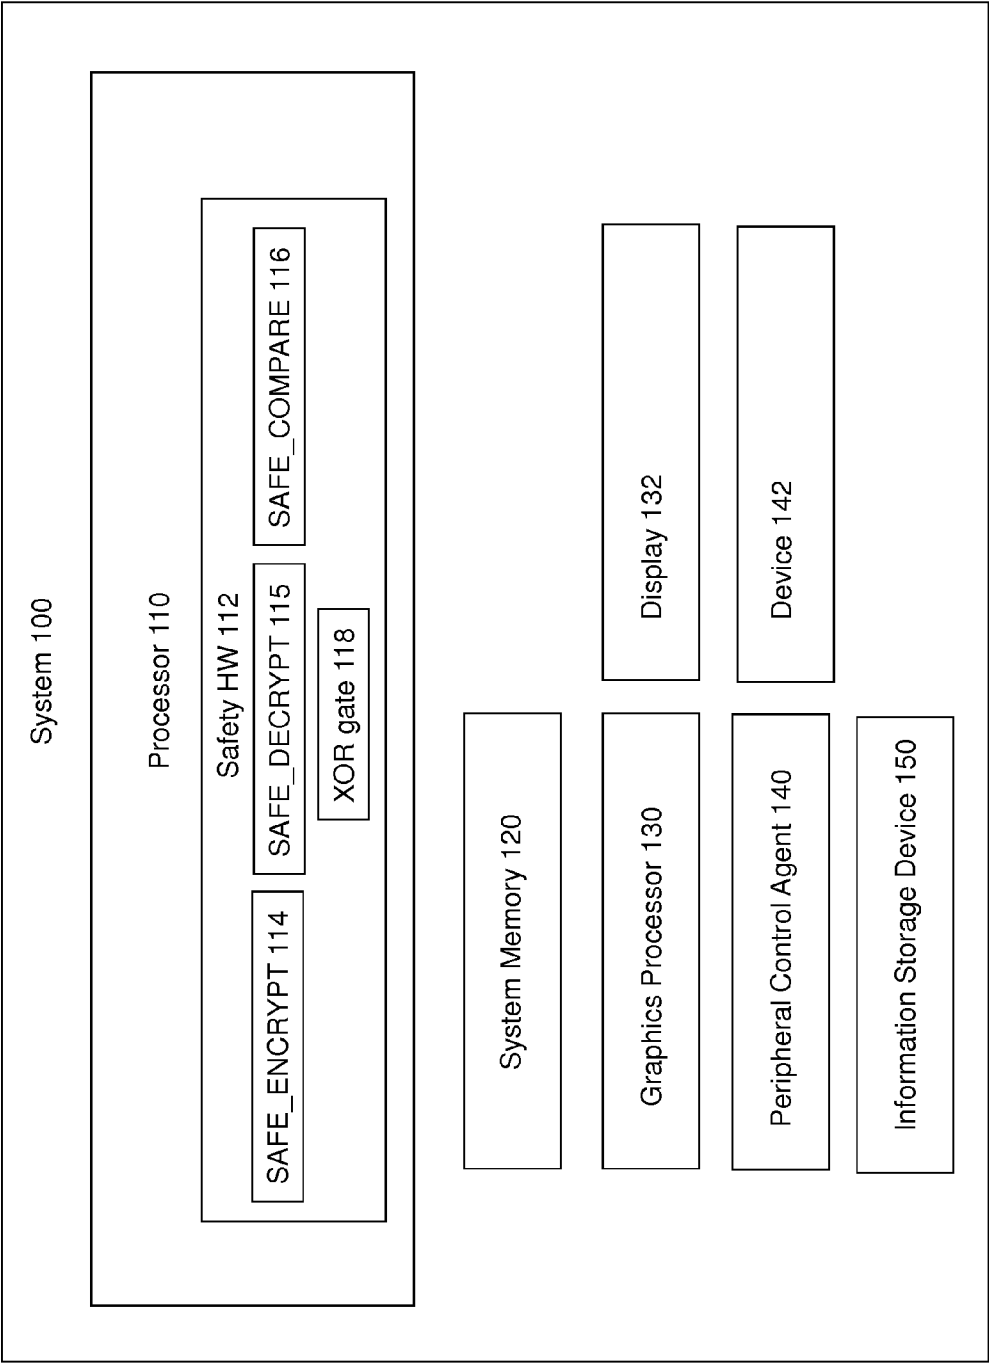 System 100
Processor 110
Safety HW 112
SAFE_ENCRYPT 114
SAFE_DECRYPT 115
SAFE_COMPARE 116
XOR gate 118
System Memory 120
Graphics Processor 130
Display 132
Peripheral Control Agent 140
Device 142
Information Storage Device 150